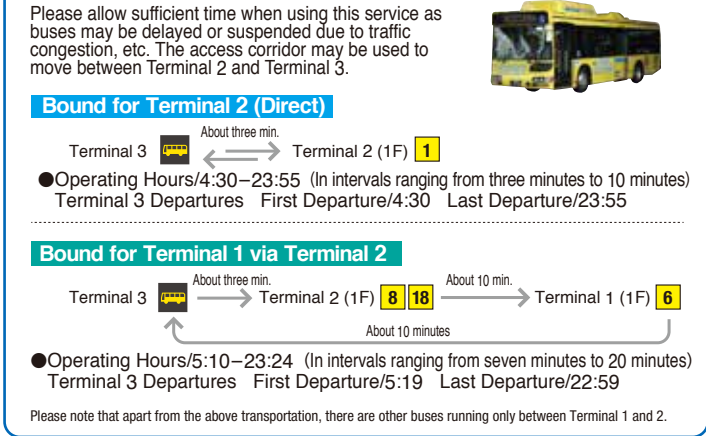 Please allow sufficient time when using this service as
buses may be delayed or suspended due to traffic
congestion, etc. The access corridor may be used to
move between Terminal 2 and Terminal 3.
Bound for Terminal 2 (Direct)
About three min.
Terminal 3 Terminal 2 (1F) 1
●Operating Hours/4:30–23:55 (In intervals ranging from three minutes to 10 minutes)
Terminal 3 Departures First Departure/4:30 Last Departure/23:55
Bound for Terminal 1 via Terminal 2
About three min. About 10 min.
Terminal 3 Terminal 2 (1F) 8 18 Terminal 1 (1F) 6
About 10 minutes
●Operating Hours/5:10–23:24 (In intervals ranging from seven minutes to 20 minutes)
Terminal 3 Departures First Departure/5:19 Last Departure/22:59
Please note that apart from the above transportation, there are other buses running only between Terminal 1 and 2.